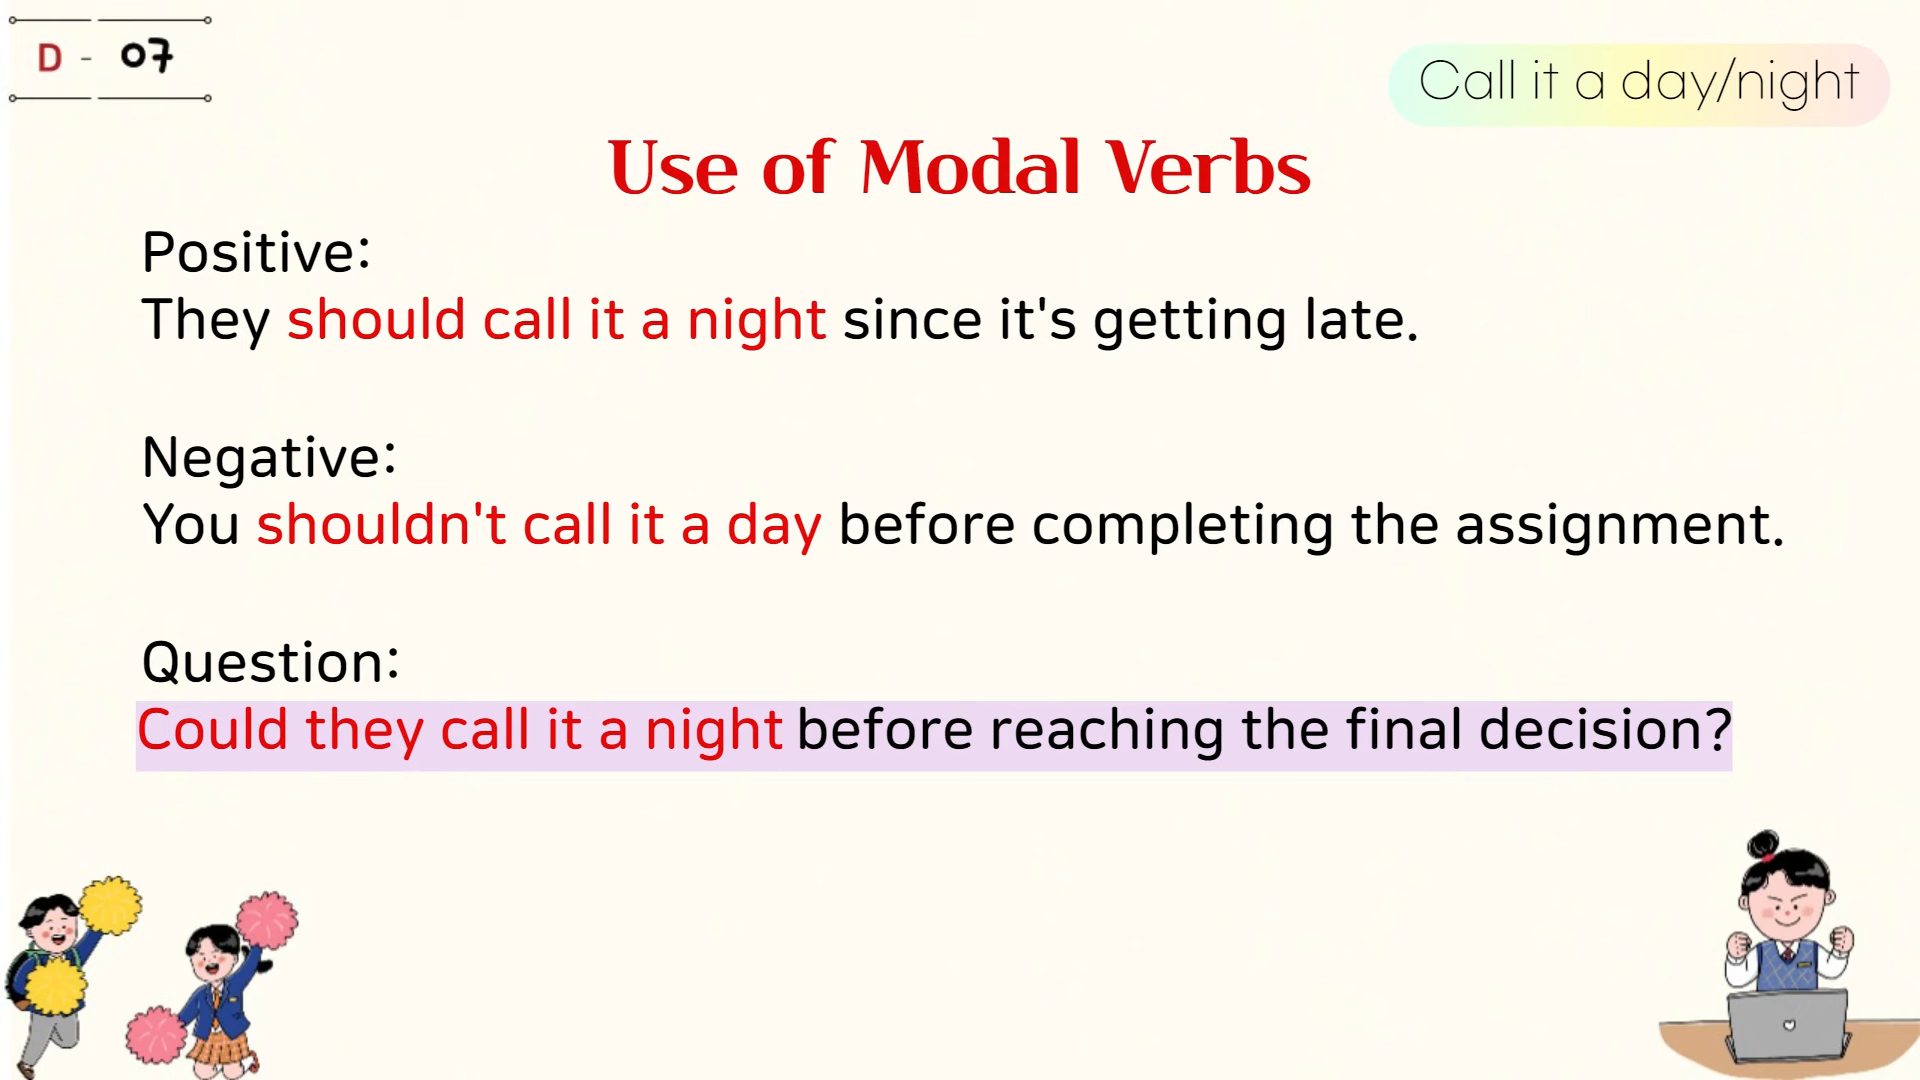 D - 07
Call it a day/night
Use of Modal Verbs
Positive:
They should call it a night since it's getting late.
Negative:
You shouldn't call it a day before completing the assignment.
Question:
Could they call it a night before reaching the final decision?